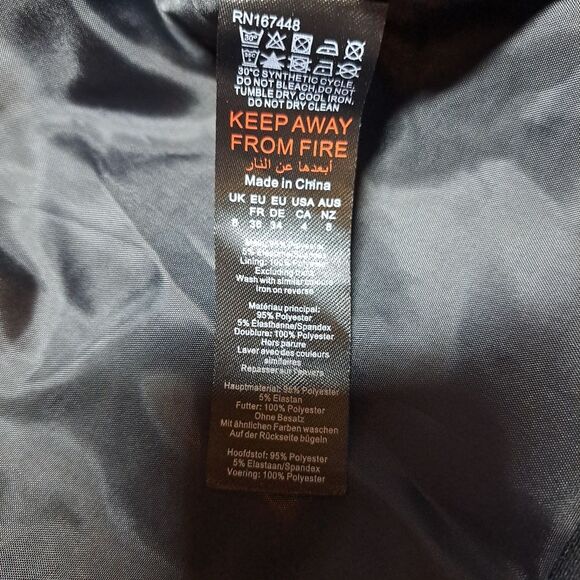 RN167448
30°C SYNTHETIC CYCLE,
DO NOT BLEACH,DO NOT
TUMBLE DRY,COOL IRON,
DO NOT DRY CLEAN
KEEP AWAY
FROM FIRE
أبعدها عن النار
Made in China
UK EU EU USA AUS
FR DE CA NZ
8 36 34 4 8
95% Polyester
Lining: 100%
Excluding trims
Wash with similar colours
Iron on reverse
Matériau principal:
95% Polyester
5% Élasthanne/Spandex
Doublure: 100% Polyester
Hors parure
Laver avec des couleurs
similaires
Repasser sur l'envers
Hauptmaterial: 95% Polyester
5% Elastan
Futter: 100% Polyester
Ohne Besatz
Mit ähnlichen Farben waschen
Auf der Rückseite bügeln
Hoofdstof: 95% Polyester
5% Elastaan/Spandex
Voering: 100% Polyester